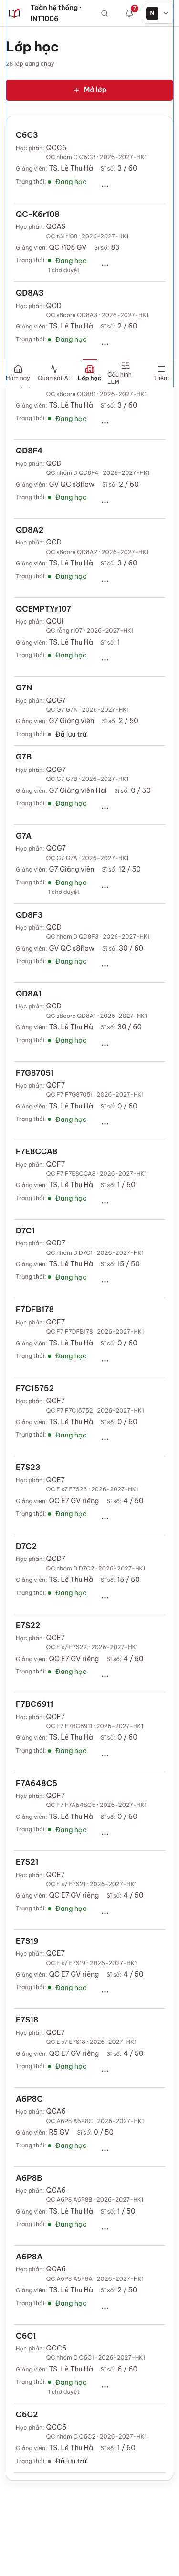 Toàn hệ thống ·
INT1006
7
N
Lớp học
28 lớp đang chạy
+ Mở lớp
C6C3
Học phần: QCC6
QC nhóm C C6C3 · 2026-2027-HK1
Giảng viên: TS. Lê Thu Hà Sĩ số: 3 / 60
Trạng thái: Đang học
QC-K6r108
Học phần: QCAS
QC tải r108 · 2026-2027-HK1
Giảng viên: QC r108 GV Sĩ số: 83
Trạng thái: Đang học
1 chờ duyệt
QD8A3
Học phần: QCD
QC s8core QD8A3 · 2026-2027-HK1
Giảng viên: TS. Lê Thu Hà Sĩ số: 2 / 60
Trạng thái: Đang học
Hôm nay
Quan sát AI
Lớp học
Cấu hình
LLM
Thêm
QC s8core QD8B1 · 2026-2027-HK1
Giảng viên: TS. Lê Thu Hà Sĩ số: 3 / 60
Trạng thái: Đang học
QD8F4
Học phần: QCD
QC nhóm D QD8F4 · 2026-2027-HK1
Giảng viên: GV QC s8flow Sĩ số: 2 / 60
Trạng thái: Đang học
QD8A2
Học phần: QCD
QC s8core QD8A2 · 2026-2027-HK1
Giảng viên: TS. Lê Thu Hà Sĩ số: 3 / 60
Trạng thái: Đang học
QCEMPTYr107
Học phần: QCUI
QC rỗng r107 · 2026-2027-HK1
Giảng viên: TS. Lê Thu Hà Sĩ số: 1
Trạng thái: Đang học
G7N
Học phần: QCG7
QC G7 G7N · 2026-2027-HK1
Giảng viên: G7 Giảng viên Sĩ số: 2 / 50
Trạng thái: Đã lưu trữ
G7B
Học phần: QCG7
QC G7 G7B · 2026-2027-HK1
Giảng viên: G7 Giảng viên Hai Sĩ số: 0 / 50
Trạng thái: Đang học
G7A
Học phần: QCG7
QC G7 G7A · 2026-2027-HK1
Giảng viên: G7 Giảng viên Sĩ số: 12 / 50
Trạng thái: Đang học
1 chờ duyệt
QD8F3
Học phần: QCD
QC nhóm D QD8F3 · 2026-2027-HK1
Giảng viên: GV QC s8flow Sĩ số: 30 / 60
Trạng thái: Đang học
QD8A1
Học phần: QCD
QC s8core QD8A1 · 2026-2027-HK1
Giảng viên: TS. Lê Thu Hà Sĩ số: 30 / 60
Trạng thái: Đang học
F7G87051
Học phần: QCF7
QC F7 F7G87051 · 2026-2027-HK1
Giảng viên: TS. Lê Thu Hà Sĩ số: 0 / 60
Trạng thái: Đang học
F7E8CCA8
Học phần: QCF7
QC F7 F7E8CCA8 · 2026-2027-HK1
Giảng viên: TS. Lê Thu Hà Sĩ số: 1 / 60
Trạng thái: Đang học
D7C1
Học phần: QCD7
QC nhóm D D7C1 · 2026-2027-HK1
Giảng viên: TS. Lê Thu Hà Sĩ số: 15 / 50
Trạng thái: Đang học
F7DFB178
Học phần: QCF7
QC F7 F7DFB178 · 2026-2027-HK1
Giảng viên: TS. Lê Thu Hà Sĩ số: 0 / 60
Trạng thái: Đang học
F7C15752
Học phần: QCF7
QC F7 F7C15752 · 2026-2027-HK1
Giảng viên: TS. Lê Thu Hà Sĩ số: 0 / 60
Trạng thái: Đang học
E7S23
Học phần: QCE7
QC E s7 E7S23 · 2026-2027-HK1
Giảng viên: QC E7 GV riêng Sĩ số: 4 / 50
Trạng thái: Đang học
D7C2
Học phần: QCD7
QC nhóm D D7C2 · 2026-2027-HK1
Giảng viên: TS. Lê Thu Hà Sĩ số: 15 / 50
Trạng thái: Đang học
E7S22
Học phần: QCE7
QC E s7 E7S22 · 2026-2027-HK1
Giảng viên: QC E7 GV riêng Sĩ số: 4 / 50
Trạng thái: Đang học
F7BC6911
Học phần: QCF7
QC F7 F7BC6911 · 2026-2027-HK1
Giảng viên: TS. Lê Thu Hà Sĩ số: 0 / 60
Trạng thái: Đang học
F7A648C5
Học phần: QCF7
QC F7 F7A648C5 · 2026-2027-HK1
Giảng viên: TS. Lê Thu Hà Sĩ số: 0 / 60
Trạng thái: Đang học
E7S21
Học phần: QCE7
QC E s7 E7S21 · 2026-2027-HK1
Giảng viên: QC E7 GV riêng Sĩ số: 4 / 50
Trạng thái: Đang học
E7S19
Học phần: QCE7
QC E s7 E7S19 · 2026-2027-HK1
Giảng viên: QC E7 GV riêng Sĩ số: 4 / 50
Trạng thái: Đang học
E7S18
Học phần: QCE7
QC E s7 E7S18 · 2026-2027-HK1
Giảng viên: QC E7 GV riêng Sĩ số: 4 / 50
Trạng thái: Đang học
A6P8C
Học phần: QCA6
QC A6P8 A6P8C · 2026-2027-HK1
Giảng viên: R5 GV Sĩ số: 0 / 50
Trạng thái: Đang học
A6P8B
Học phần: QCA6
QC A6P8 A6P8B · 2026-2027-HK1
Giảng viên: TS. Lê Thu Hà Sĩ số: 1 / 50
Trạng thái: Đang học
A6P8A
Học phần: QCA6
QC A6P8 A6P8A · 2026-2027-HK1
Giảng viên: TS. Lê Thu Hà Sĩ số: 2 / 50
Trạng thái: Đang học
C6C1
Học phần: QCC6
QC nhóm C C6C1 · 2026-2027-HK1
Giảng viên: TS. Lê Thu Hà Sĩ số: 6 / 60
Trạng thái: Đang học
1 chờ duyệt
C6C2
Học phần: QCC6
QC nhóm C C6C2 · 2026-2027-HK1
Giảng viên: TS. Lê Thu Hà Sĩ số: 1 / 60
Trạng thái: Đã lưu trữ